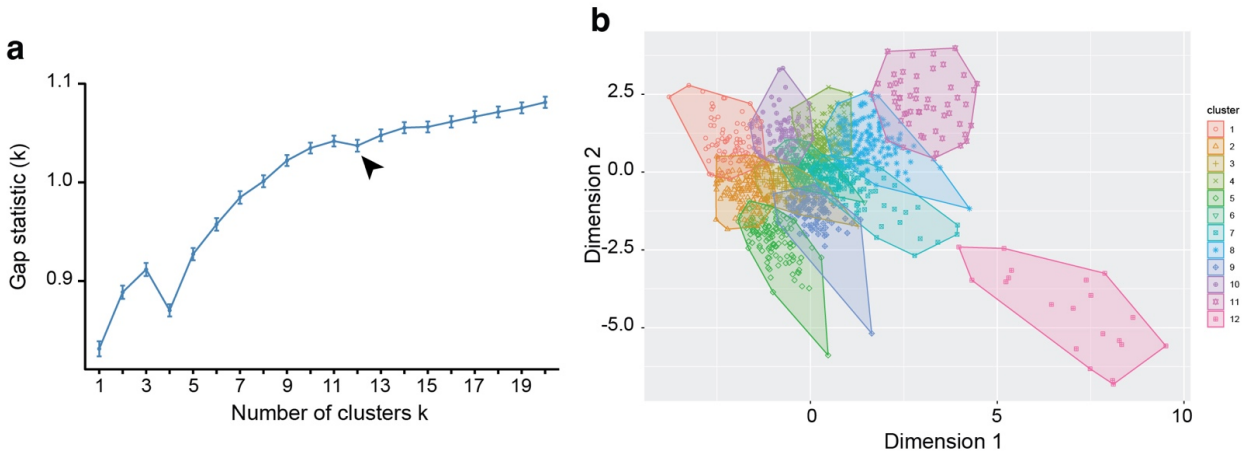 a
1.1
1.0
0.9
Gap statistic (k)
1 3 5 7 9 11 13 15 17 19
Number of clusters k
b
2.5
0.0
-2.5
-5.0
Dimension 2
0 5 10
Dimension 1
cluster
1
2
3
4
5
6
7
8
9
10
11
12